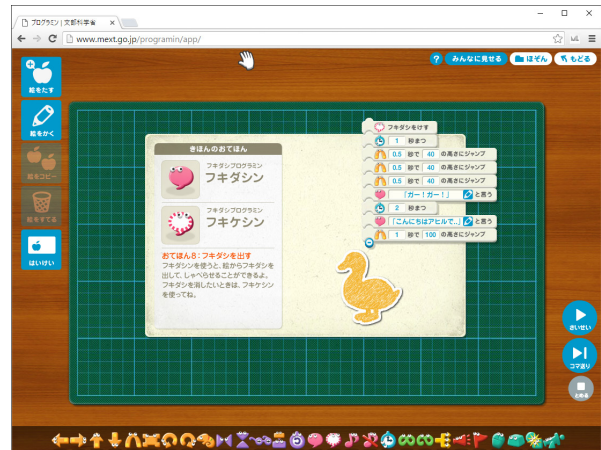 プログラミン | 文部科学省
www.mext.go.jp/programin/app/
? みんなに見せる ほぞん もどる
絵をたす
絵をかく
絵をコピー
絵をすてる
はいけい
きほんのおてほん
フキダシプログラミン
フキダシン
フキダシプログラミン
フキケシン
おてほん8:フキダシを出す
フキダシンを使うと、絵からフキダシを
出して、しゃべらせることができるよ。
フキダシを消したいときは、フキケシン
を使ってね。
フキダシをけす
1 秒まつ
0.5 秒で 40 の高さにジャンプ
0.5 秒で 40 の高さにジャンプ
0.5 秒で 40 の高さにジャンプ
「ガー！ガー！」 と言う
2 秒まつ
「こんにちはアヒルで.. と言う
1 秒で 100 の高さにジャンプ
さいせい
コマ送り
とめる